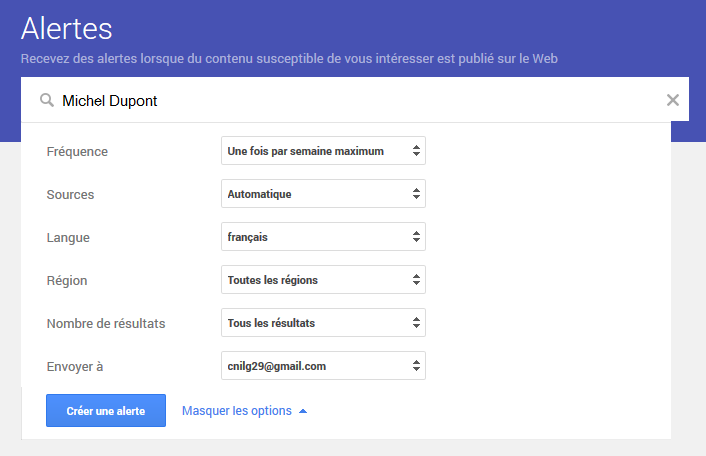 Alertes
Recevez des alertes lorsque du contenu susceptible de vous intéresser est publié sur le Web
Michel Dupont
Fréquence Une fois par semaine maximum
Sources Automatique
Langue français
Région Toutes les régions
Nombre de résultats Tous les résultats
Envoyer à cnilg29@gmail.com
Créer une alerte Masquer les options